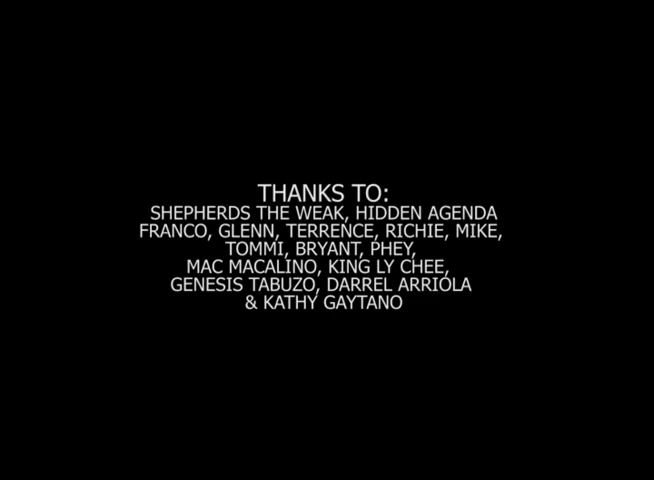 THANKS TO:
SHEPHERDS THE WEAK, HIDDEN AGENDA
FRANCO, GLENN, TERRENCE, RICHIE, MIKE,
TOMMI, BRYANT, PHEY,
MAC MACALINO, KING LY CHEE,
GENESIS TABUZO, DARREL ARRIOLA
& KATHY GAYTANO